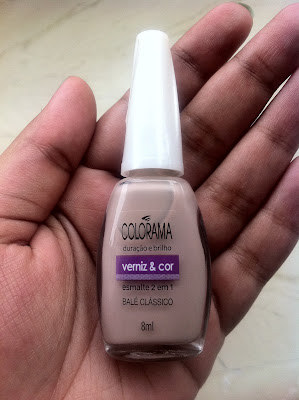 COLORAMA
duração e brilho
verniz & cor
esmalte 2 em 1
BALÉ CLÁSSICO
8ml